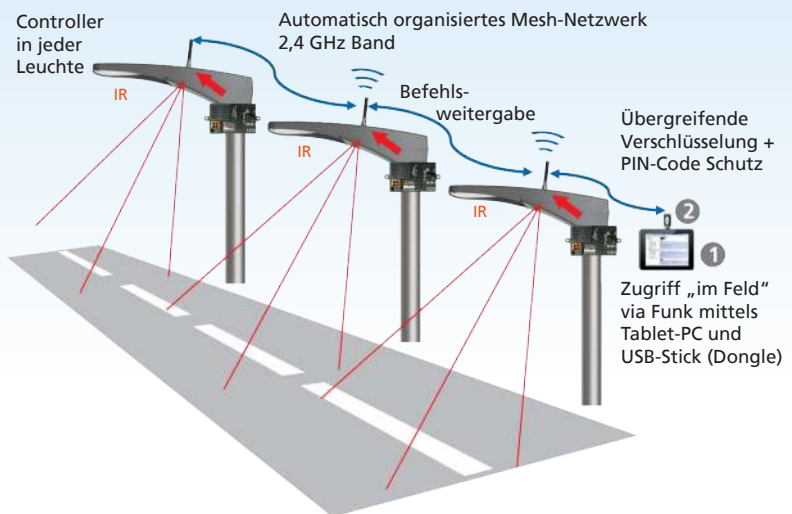 Controller
in jeder
Leuchte
Automatisch organisiertes Mesh-Netzwerk
2,4 GHz Band
IR
Befehls-
weitergabe
IR
Übergreifende
Verschlüsselung +
PIN-Code Schutz
IR
2
1
Zugriff „im Feld“
via Funk mittels
Tablet-PC und
USB-Stick (Dongle)